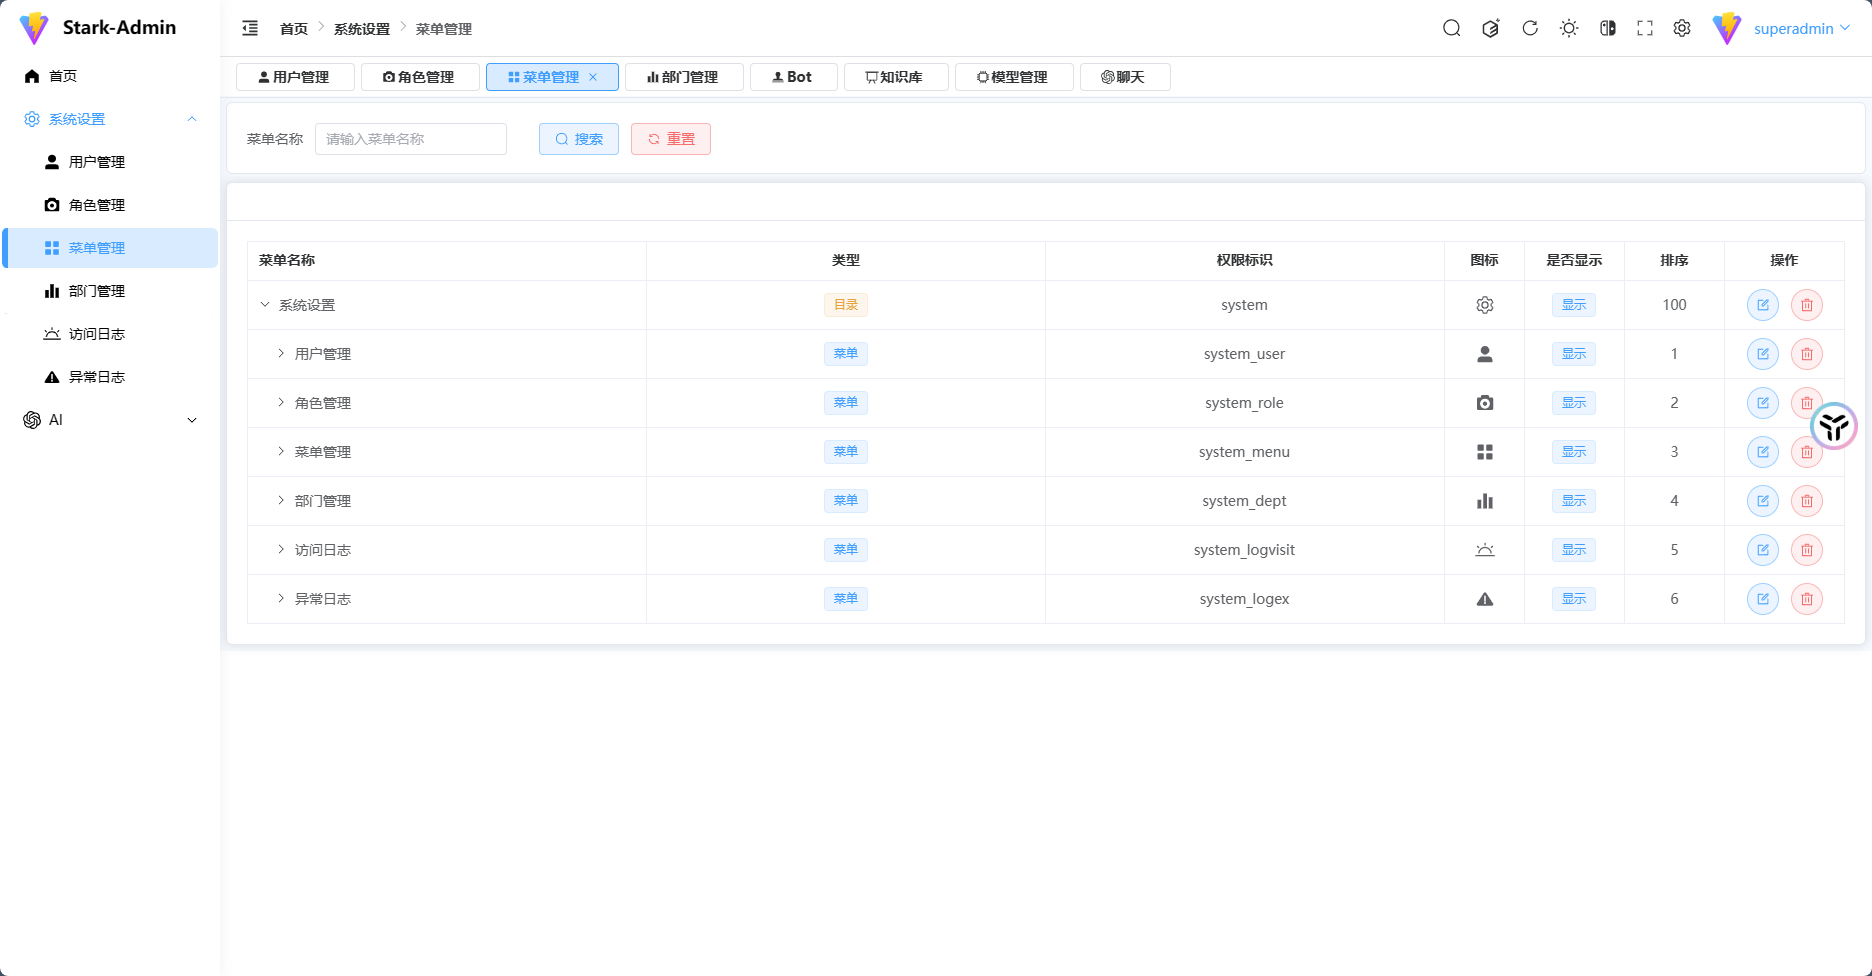 Stark-Admin
首页
系统设置
用户管理
角色管理
菜单管理
部门管理
访问日志
异常日志
AI
首页 系统设置 菜单管理
superadmin
用户管理 角色管理 菜单管理 部门管理 Bot 知识库 模型管理 聊天
菜单名称 请输入菜单名称 搜索 重置
菜单名称 类型 权限标识 图标 是否显示 排序 操作
系统设置 目录 system 显示 100
用户管理 菜单 system_user 显示 1
角色管理 菜单 system_role 显示 2
菜单管理 菜单 system_menu 显示 3
部门管理 菜单 system_dept 显示 4
访问日志 菜单 system_logvisit 显示 5
异常日志 菜单 system_logex 显示 6